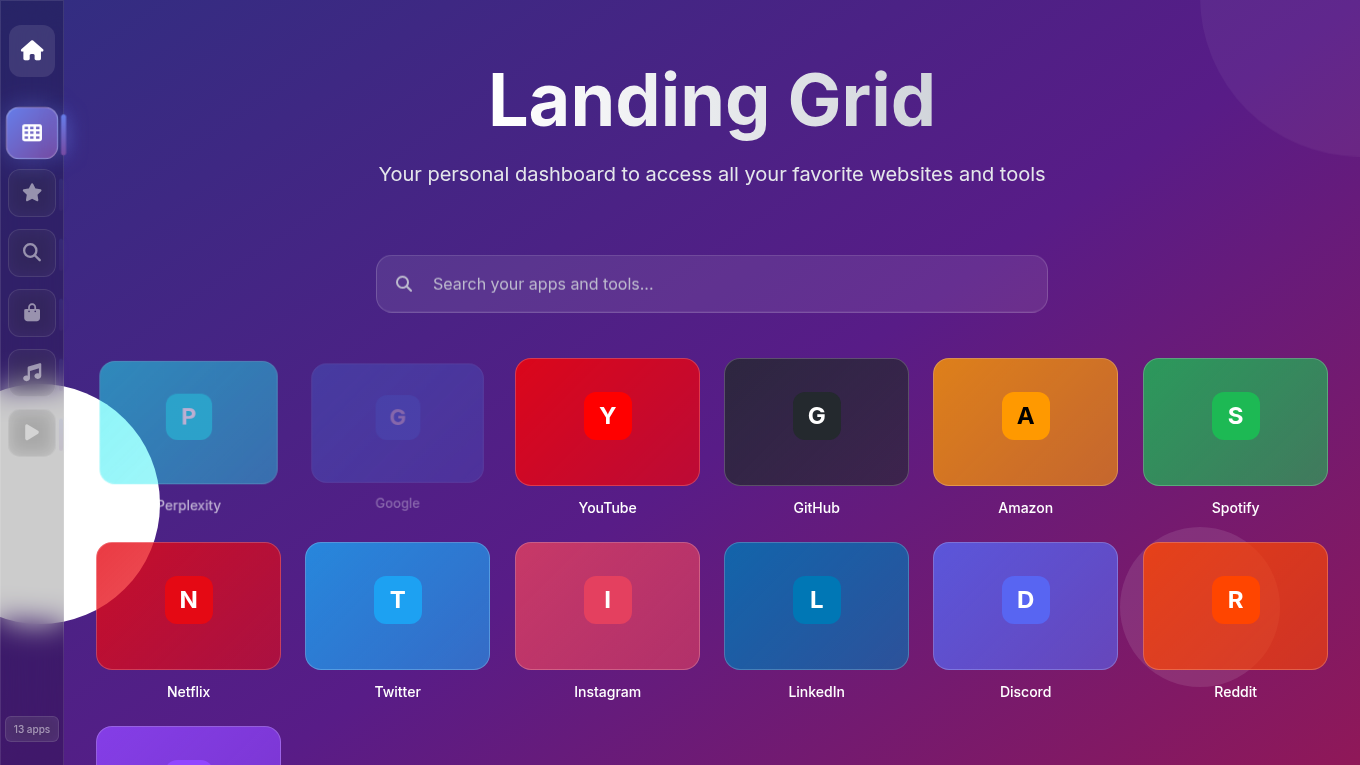 Landing Grid
Your personal dashboard to access all your favorite websites and tools
Search your apps and tools...
P
G
Y
G
A
S
Perplexity
Google
YouTube
GitHub
Amazon
Spotify
N
T
I
L
D
R
Netflix
Twitter
Instagram
LinkedIn
Discord
Reddit
13 apps